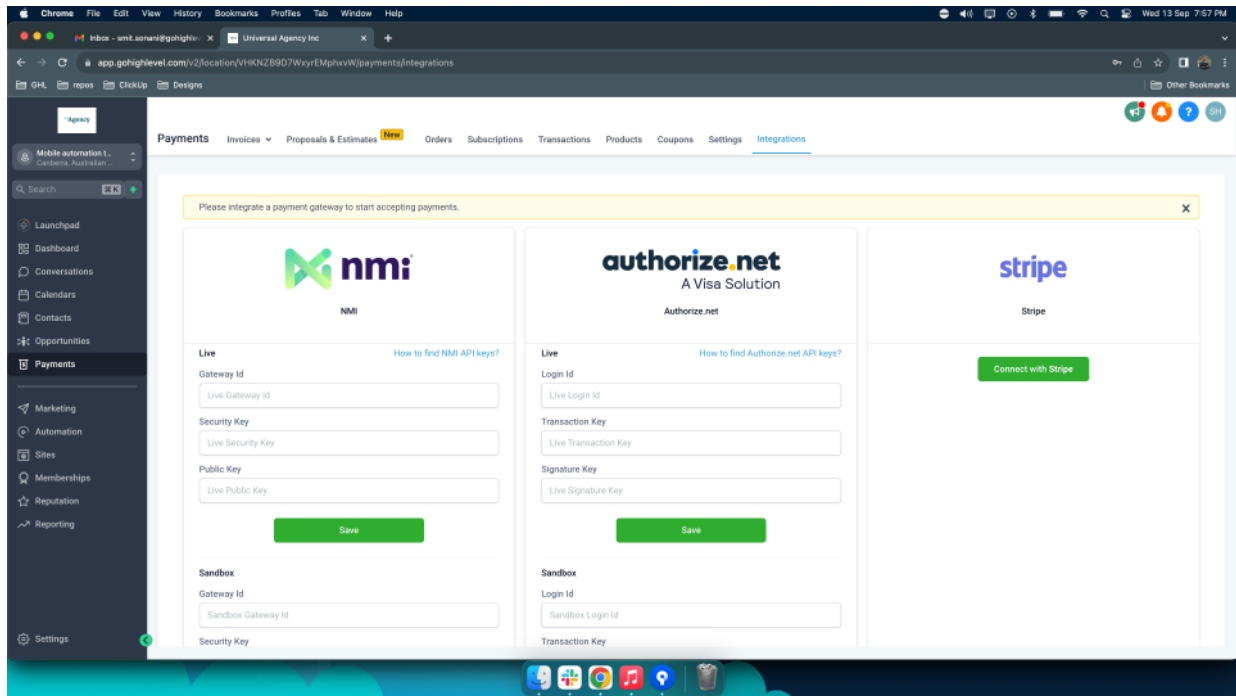 Chrome File Edit View History Bookmarks Profiles Tab Window Help
Wed 13 Sep 7:57 PM
Inbox - smit.sonani@gohighlev
Universal Agency Inc
app.gohighlevel.com/v2/location/VHKNZB9D7WxyrEMphxvW/payments/integrations
GHL repos ClickUp Designs
Other Bookmarks
Agency
SH
Payments Invoices Proposals & Estimates New Orders Subscriptions Transactions Products Coupons Settings Integrations
Mobile automation t...
Canberra, Australian ...
Search ⌘K
Launchpad
Dashboard
Conversations
Calendars
Contacts
Opportunities
Payments
Marketing
Automation
Sites
Memberships
Reputation
Reporting
Settings
Please integrate a payment gateway to start accepting payments.
nmi
NMI
Live How to find NMI API keys?
Gateway Id
Live Gateway Id
Security Key
Live Security Key
Public Key
Live Public Key
Save
Sandbox
Gateway Id
Sandbox Gateway Id
Security Key
authorize.net
A Visa Solution
Authorize.net
Live How to find Authorize.net API keys?
Login Id
Live Login Id
Transaction Key
Live Transaction Key
Signature Key
Live Signature Key
Save
Sandbox
Login Id
Sandbox Login Id
Transaction Key
stripe
Stripe
Connect with Stripe